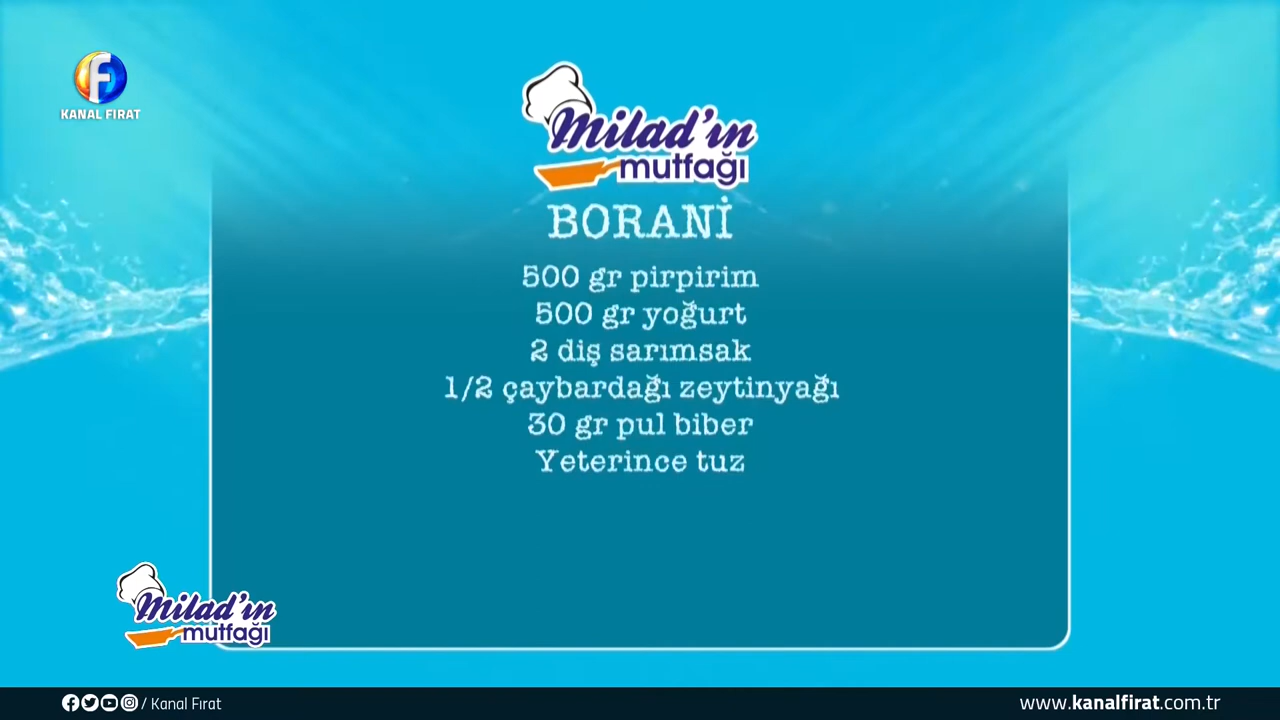 KANAL FIRAT
Milad'ın
mutfağı
BORANİ
500 gr pirpirim
500 gr yoğurt
2 diş sarımsak
1/2 çaybardağı zeytinyağı
30 gr pul biber
Yeterince tuz
Milad'ın
mutfağı
/ Kanal Fırat
www.kanalfirat.com.tr